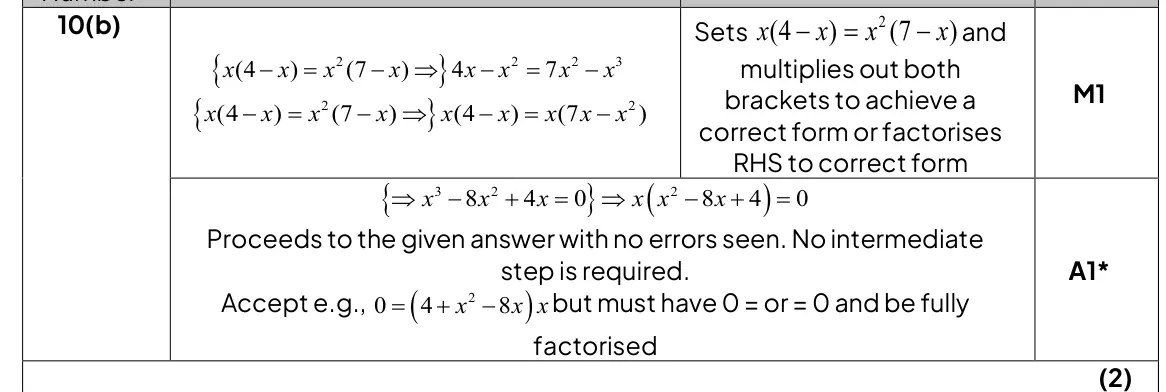 Number
10(b)
{x(4 − x) = x²(7 − x) ⇒} 4x − x² = 7x² − x³
{x(4 − x) = x²(7 − x) ⇒} x(4 − x) = x(7x − x²)
Sets x(4 − x) = x²(7 − x) and
multiplies out both
brackets to achieve a
correct form or factorises
RHS to correct form
M1
{⇒ x³ − 8x² + 4x = 0} ⇒ x(x² − 8x + 4) = 0
Proceeds to the given answer with no errors seen. No intermediate
step is required.
Accept e.g., 0 = (4 + x² − 8x)x but must have 0 = or = 0 and be fully
factorised
A1*
(2)